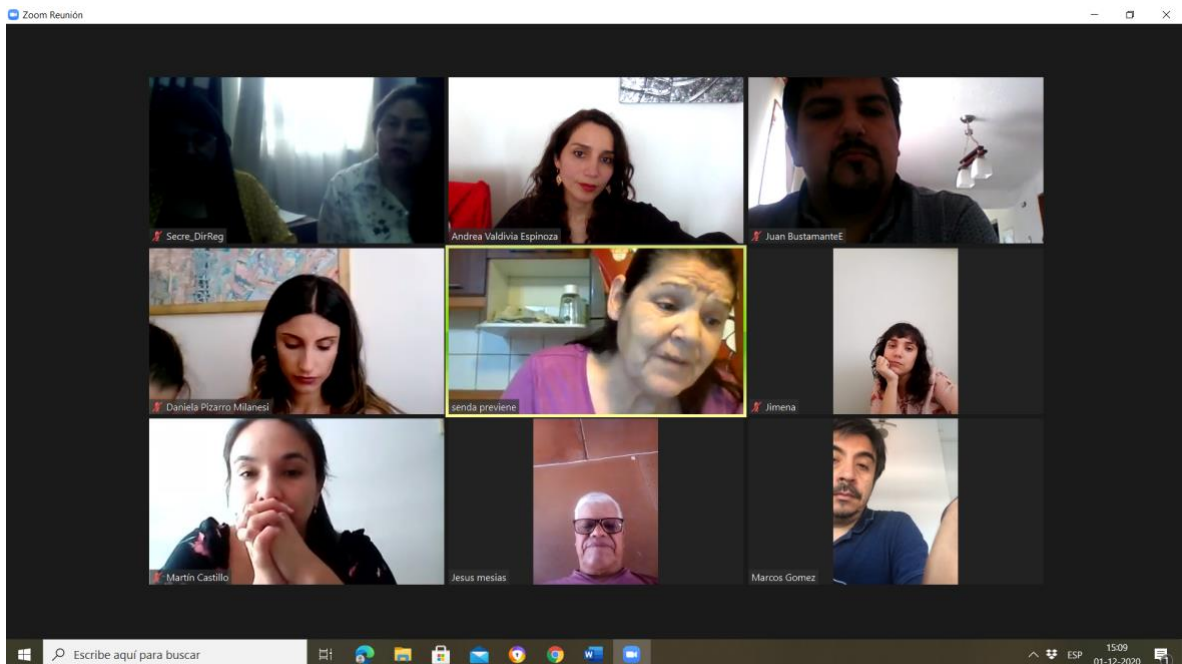 Zoom Reunión
Secre_DirReg
Andrea Valdivia Espinoza
Juan BustamanteE
Daniela Pizarro Milanesi
senda previene
Jimena
Martín Castillo
Jesus mesias
Marcos Gomez
Escribe aquí para buscar
ESP
15:09
01-12-2020
1